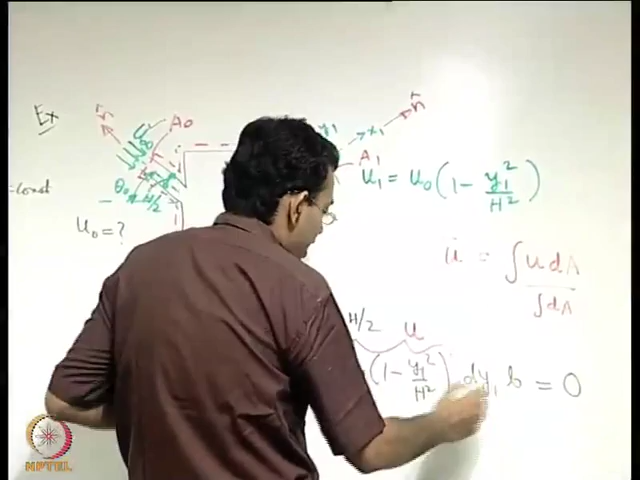 Ex
n̂
U∞
A0
y1
x1
n̂
A1
i
θ0
H/2
=const
i
u0 = ?
u1 = u0(1 - y1²/H²)
ū = ∫u dA / ∫dA
H/2
u
(1 - y1²/H²) dy1 b = 0
NPTEL